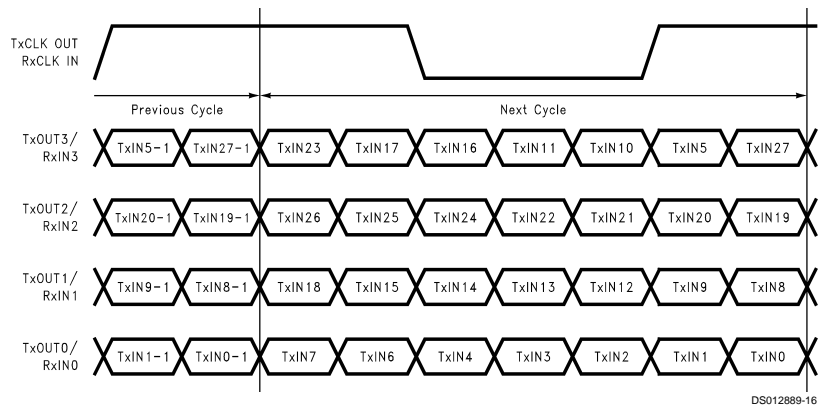 TxCLK OUT
RxCLK IN
Previous Cycle
Next Cycle
TxOUT3/
RxIN3
TxIN5-1 TxIN27-1 TxIN23 TxIN17 TxIN16 TxIN11 TxIN10 TxIN5 TxIN27
TxOUT2/
RxIN2
TxIN20-1 TxIN19-1 TxIN26 TxIN25 TxIN24 TxIN22 TxIN21 TxIN20 TxIN19
TxOUT1/
RxIN1
TxIN9-1 TxIN8-1 TxIN18 TxIN15 TxIN14 TxIN13 TxIN12 TxIN9 TxIN8
TxOUT0/
RxIN0
TxIN1-1 TxIN0-1 TxIN7 TxIN6 TxIN4 TxIN3 TxIN2 TxIN1 TxIN0
DS012889-16